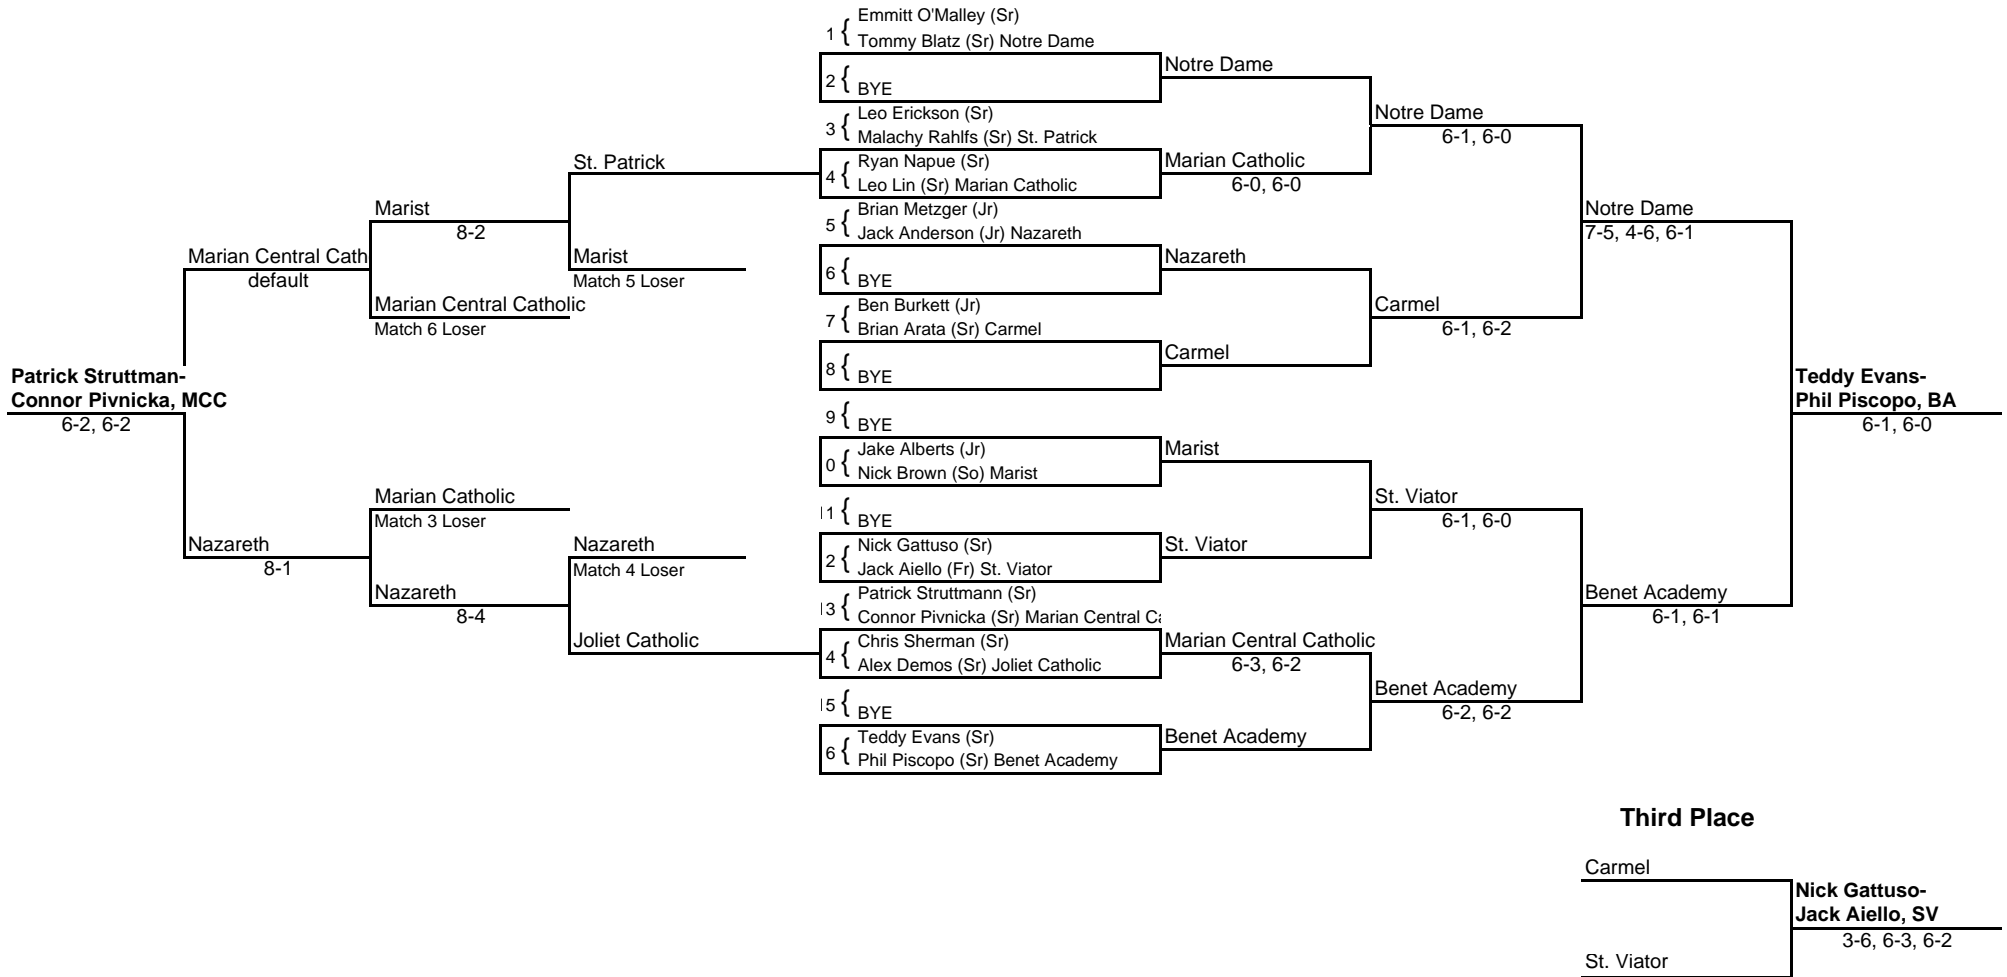 Emmitt O'Malley (Sr)
1 {
Tommy Blatz (Sr) Notre Dame
Notre Dame
2 { BYE
Leo Erickson (Sr)
Notre Dame
3 {
Malachy Rahlfs (Sr) St. Patrick
6-1, 6-0
St. Patrick
Ryan Napue (Sr)
Marian Catholic
4 {
Leo Lin (Sr) Marian Catholic
6-0, 6-0
Marist
Brian Metzger (Jr)
Notre Dame
8-2
5 {
Jack Anderson (Jr) Nazareth
7-5, 4-6, 6-1
Marian Central Cath
Marist
Nazareth
default
Match 5 Loser
6 { BYE
Marian Central Catholic
Ben Burkett (Jr)
Carmel
Match 6 Loser
7 {
Brian Arata (Sr) Carmel
6-1, 6-2
Carmel
8 { BYE
Patrick Struttman-
Connor Pivnicka, MCC
6-2, 6-2
Teddy Evans-
Phil Piscopo, BA
6-1, 6-0
9 { BYE
Jake Alberts (Jr)
Marist
0 {
Nick Brown (So) Marist
Marian Catholic
St. Viator
Match 3 Loser
11 { BYE
6-1, 6-0
Nazareth
8-1
Nazareth
Match 4 Loser
Nick Gattuso (Sr)
St. Viator
2 {
Jack Aiello (Fr) St. Viator
Nazareth
8-4
Patrick Struttmann (Sr)
13 {
Connor Pivnicka (Sr) Marian Central Ca
Benet Academy
6-1, 6-1
Joliet Catholic
Chris Sherman (Sr)
Marian Central Catholic
4 {
Alex Demos (Sr) Joliet Catholic
6-3, 6-2
Benet Academy
15 { BYE
6-2, 6-2
Teddy Evans (Sr)
Benet Academy
6 {
Phil Piscopo (Sr) Benet Academy
Third Place
Carmel
Nick Gattuso-
Jack Aiello, SV
3-6, 6-3, 6-2
St. Viator